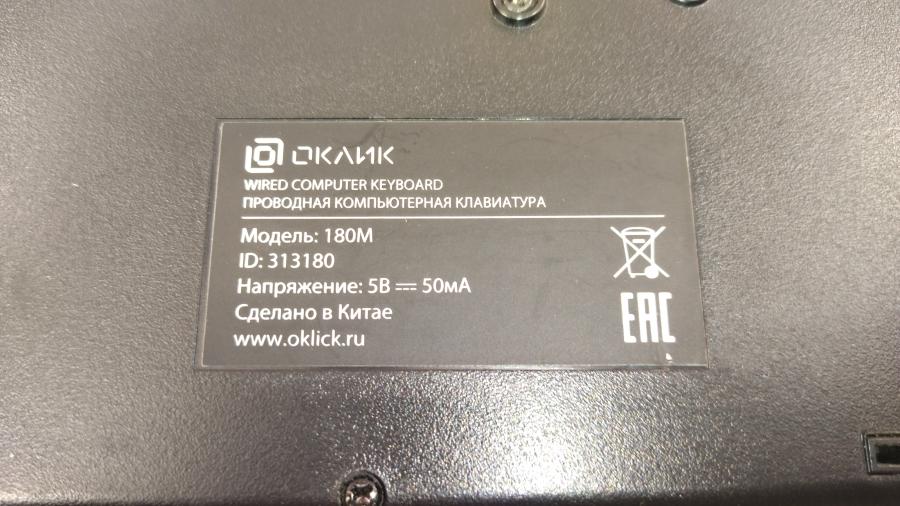 ОКЛИК
WIRED COMPUTER KEYBOARD
ПРОВОДНАЯ КОМПЬЮТЕРНАЯ КЛАВИАТУРА
Модель: 180M
ID: 313180
Напряжение: 5В ⎓ 50мА
Сделано в Китае
www.oklick.ru
EAC